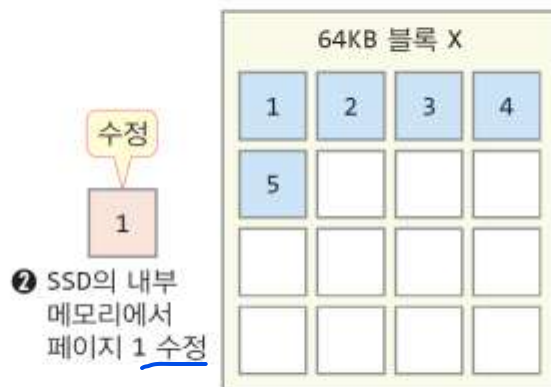 64KB 블록 X
1 2 3 4
수정
5
1
❷ SSD의 내부
메모리에서
페이지 1 수정